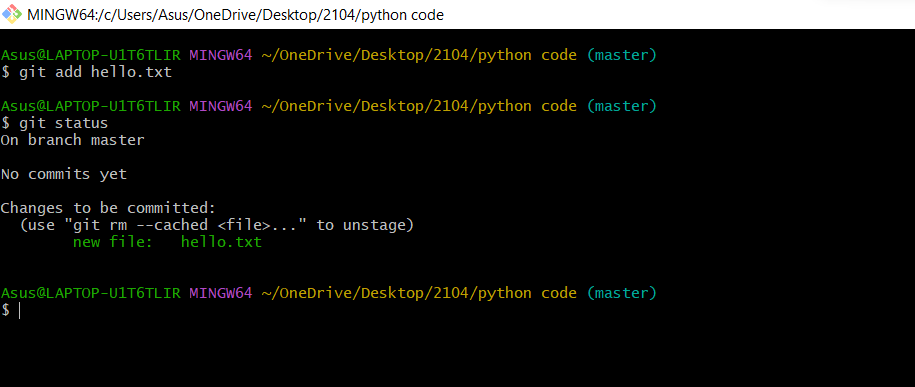 MINGW64:/c/Users/Asus/OneDrive/Desktop/2104/python code
Asus@LAPTOP-U1T6TLIR MINGW64 ~/OneDrive/Desktop/2104/python code (master)
$ git add hello.txt
Asus@LAPTOP-U1T6TLIR MINGW64 ~/OneDrive/Desktop/2104/python code (master)
$ git status
On branch master
No commits yet
Changes to be committed:
  (use "git rm --cached <file>..." to unstage)
        new file:   hello.txt
Asus@LAPTOP-U1T6TLIR MINGW64 ~/OneDrive/Desktop/2104/python code (master)
$